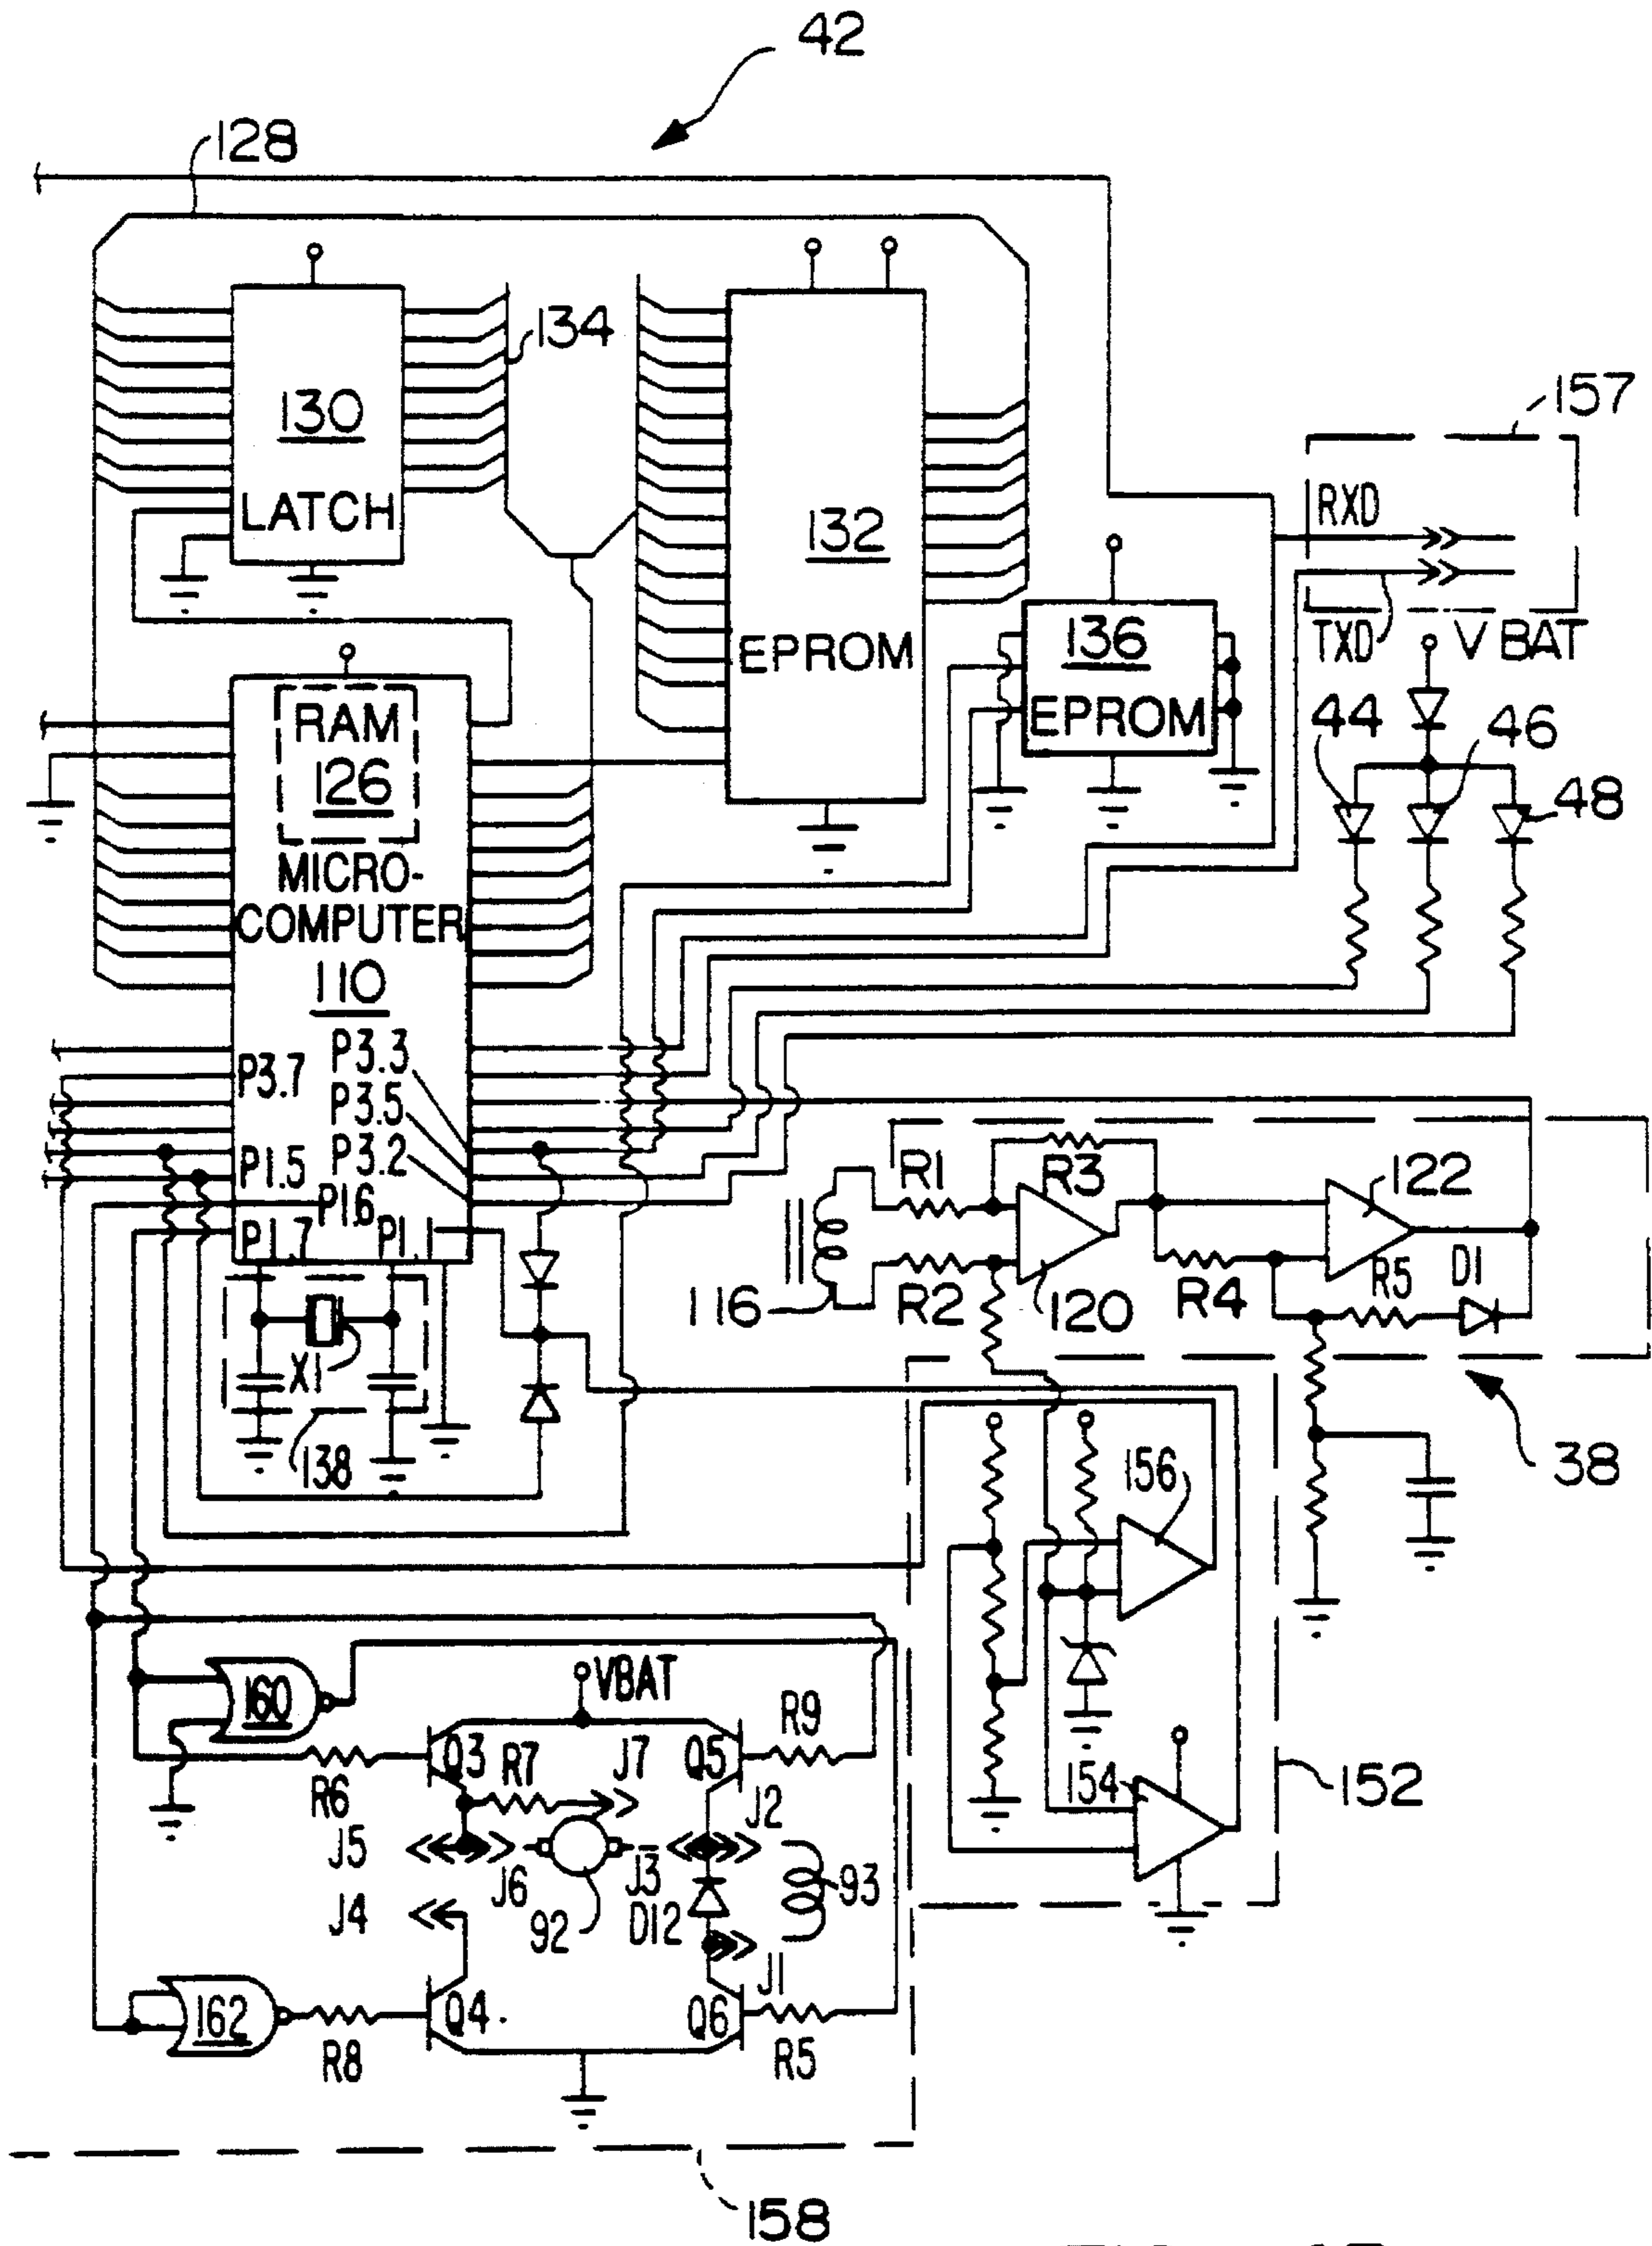 42
128
134
130
LATCH
132
EPROM
157
RXD
TXD
V BAT
136
EPROM
44
46
48
RAM
126
MICRO-
COMPUTER
110
P3.3
P3.7
P3.5
P1.5
P3.2
P1.6
P1.7
P1.1
R1
R3
122
116
R2
120
R4
R5
D1
X1
138
38
156
160
VBAT
R9
Q3
R7
J7
Q5
R6
154
152
J5
J2
J6
J3
93
J4
92
D12
J1
162
Q4
Q6
R8
R5
158